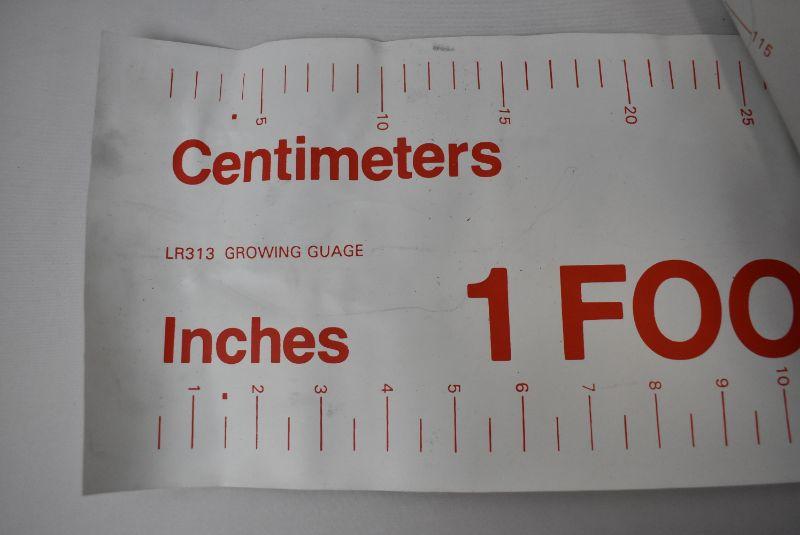 115
5 10 15 20 25
Centimeters
LR313 GROWING GUAGE
1 FOO
Inches
1 2 3 4 5 6 7 8 9 10